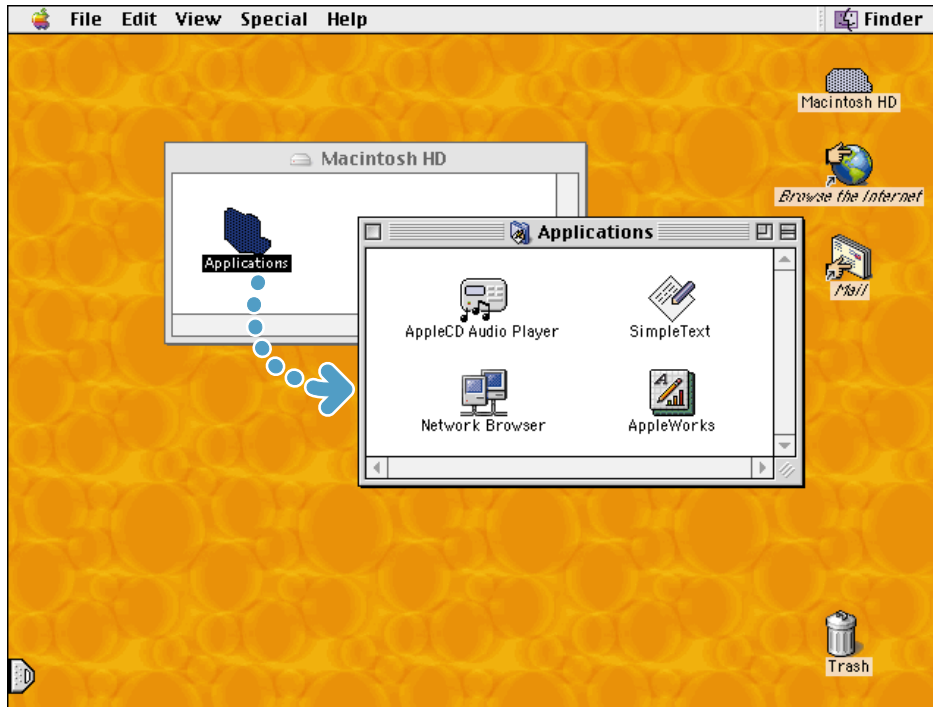 File Edit View Special Help Finder
Macintosh HD
Browse the Internet
Mail
Macintosh HD
Applications
Applications
AppleCD Audio Player
SimpleText
Network Browser
AppleWorks
Trash